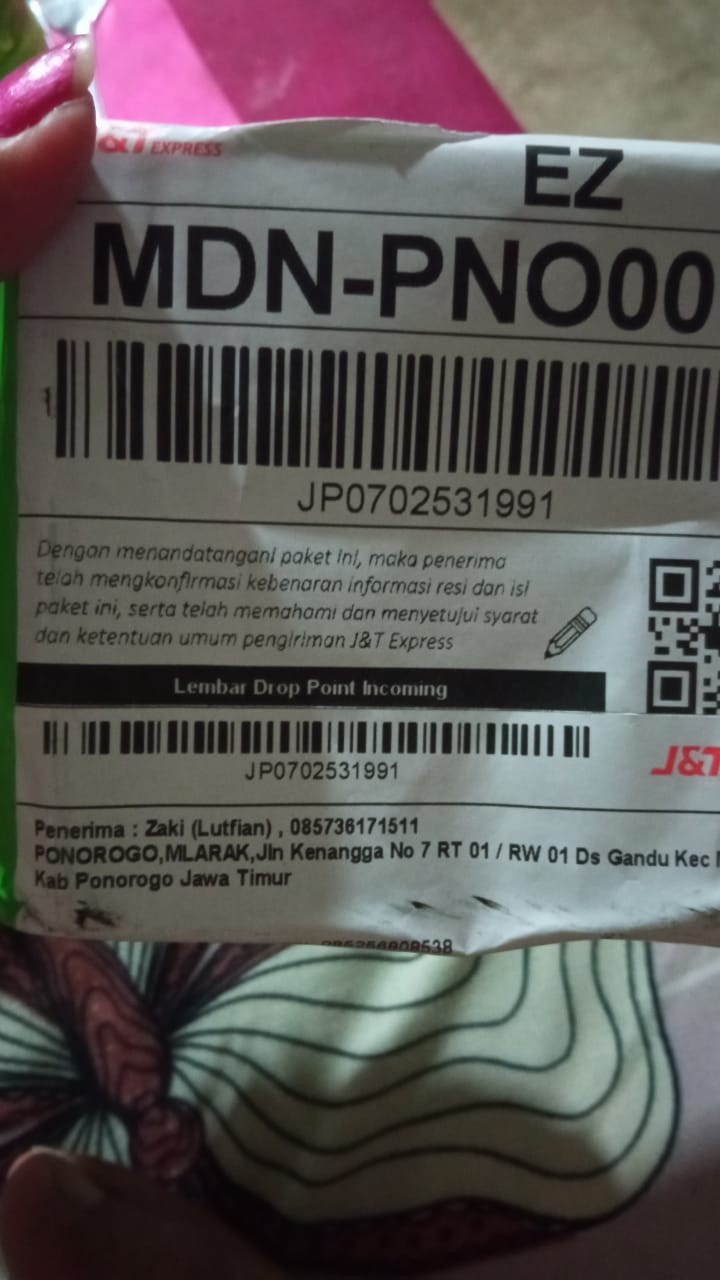 J&T EXPRESS
EZ
MDN-PNO00
JP0702531991
Dengan menandatangani paket ini, maka penerima
telah mengkonfirmasi kebenaran informasi resi dan isi
paket ini, serta telah memahami dan menyetujui syarat
dan ketentuan umum pengiriman J&T Express
Lembar Drop Point Incoming
JP0702531991
J&T
Penerima : Zaki (Lutfian) , 085736171511
PONOROGO,MLARAK,Jln Kenangga No 7 RT 01 / RW 01 Ds Gandu Kec
Kab Ponorogo Jawa Timur